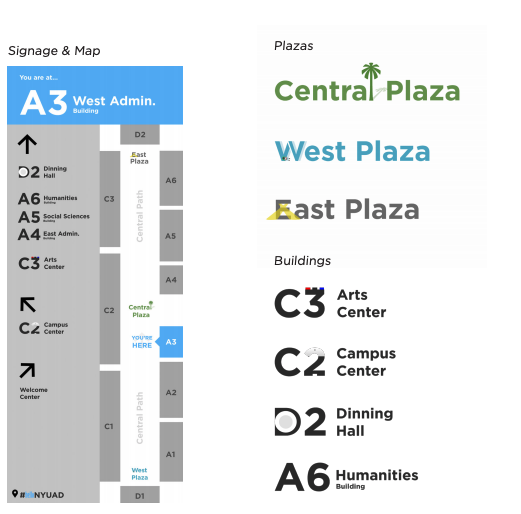 Signage & Map
You are at...
A3 West Admin.
Building
D2 Dinning
Hall
A6 Humanities
Building
A5 Social Sciences
Building
A4 East Admin.
Building
C3 Arts
Center
C2 Campus
Center
Welcome
Center
NYUAD
D2
East
Plaza
C3
Central Path
A6
A5
A4
C2
Central
Plaza
YOU'RE
HERE
A3
A2
C1
Central Path
A1
West
Plaza
D1
Plazas
Central Plaza
West Plaza
East Plaza
Buildings
C3 Arts
Center
C2 Campus
Center
D2 Dinning
Hall
A6 Humanities
Building